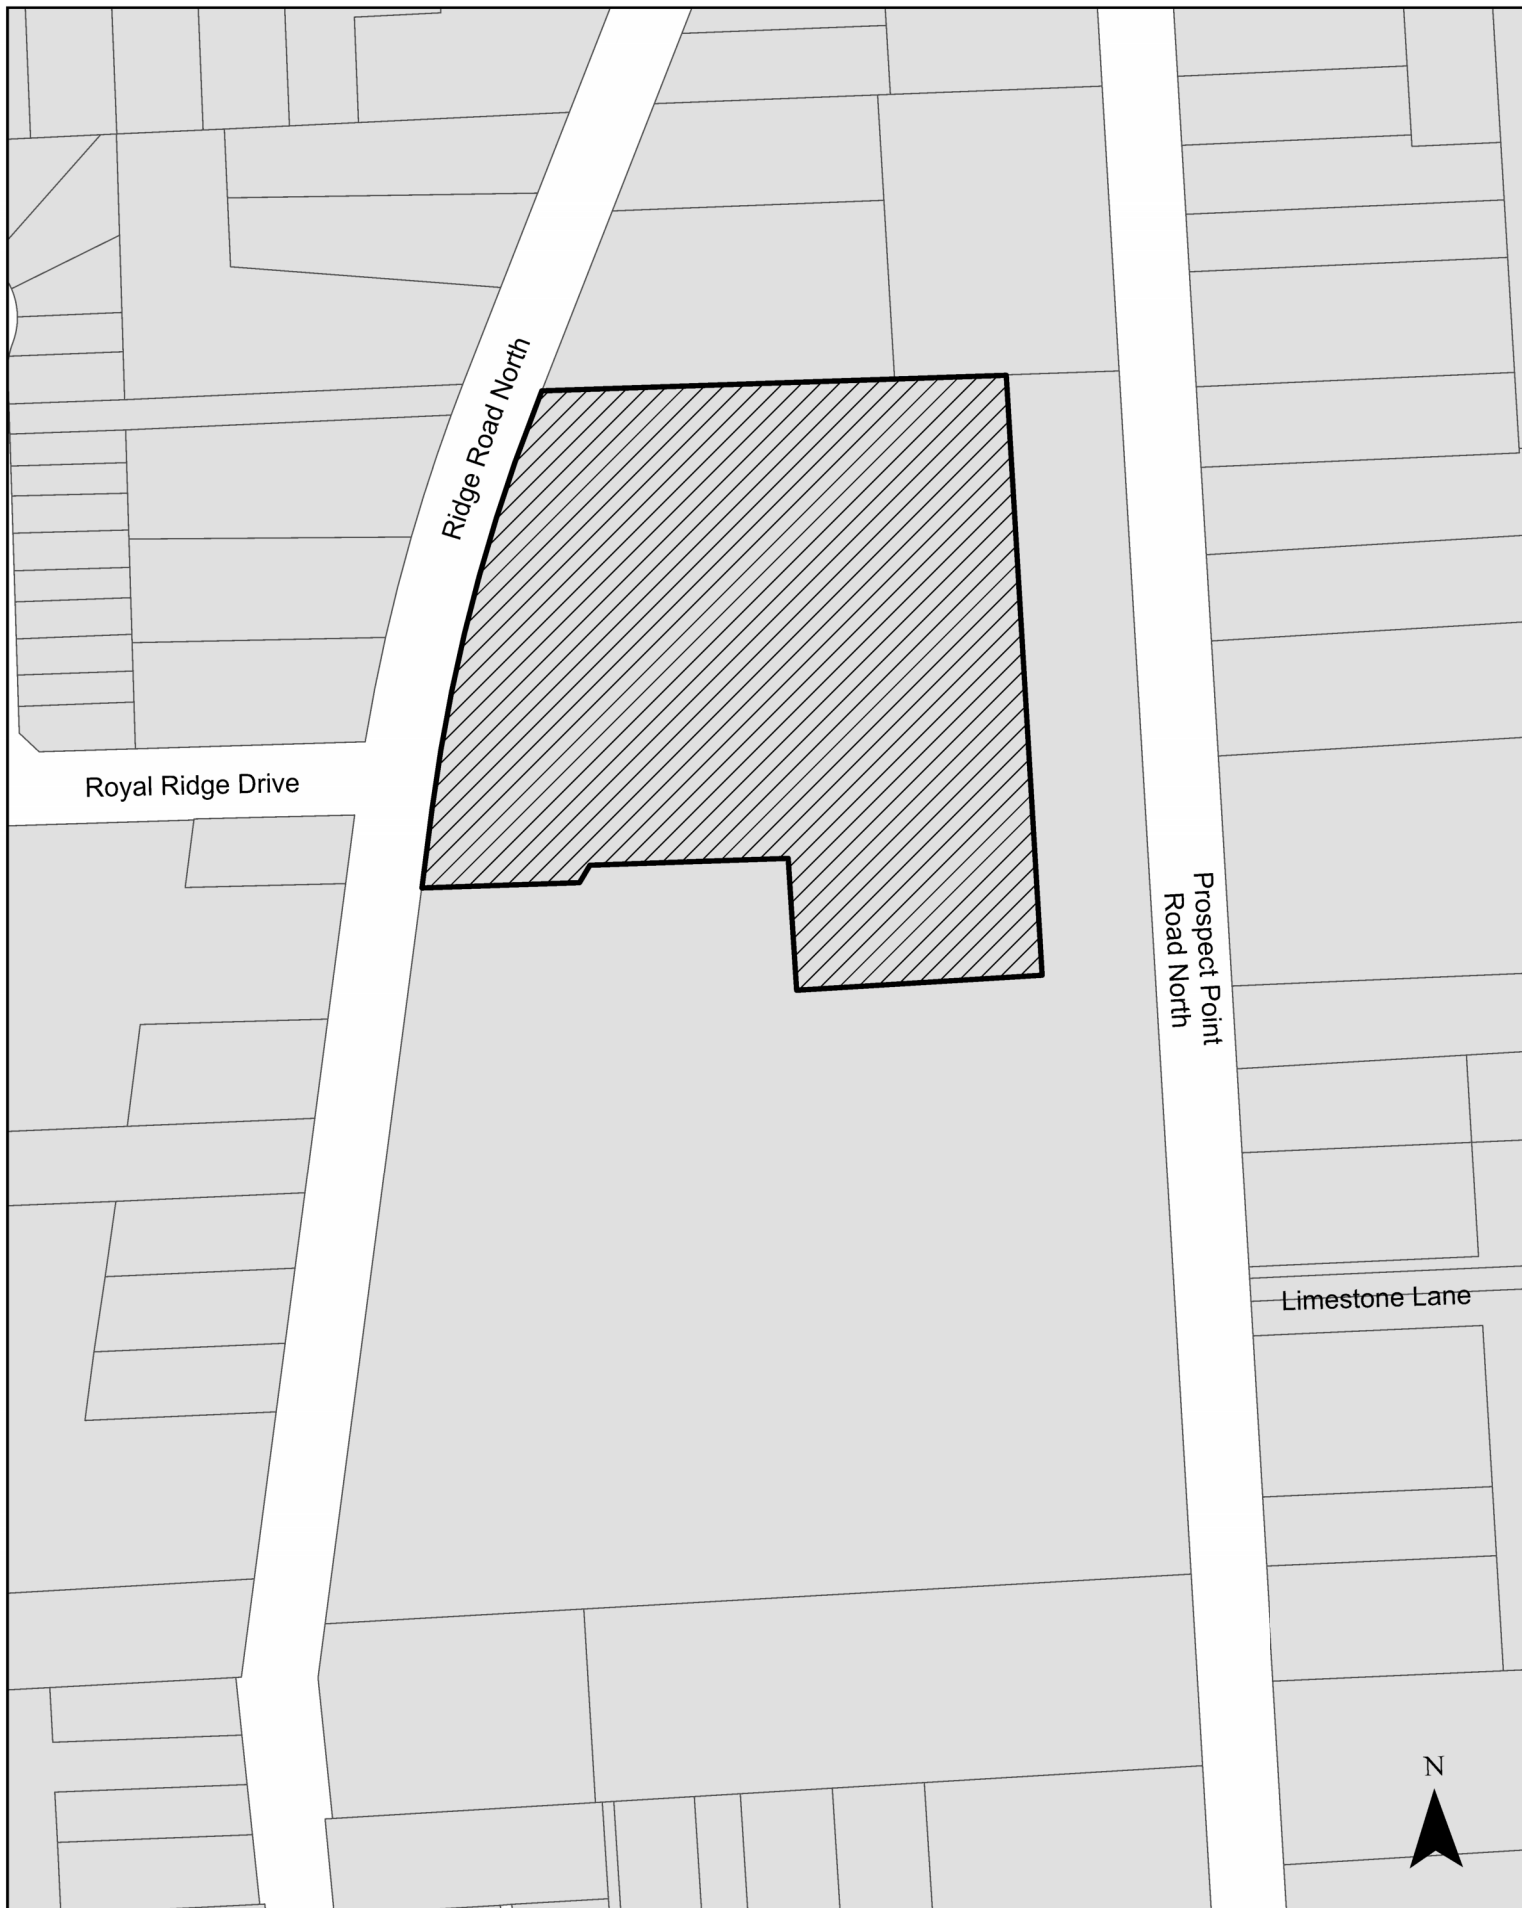 Ridge Road North
Royal Ridge Drive
Prospect Point
Road North
Limestone Lane
N